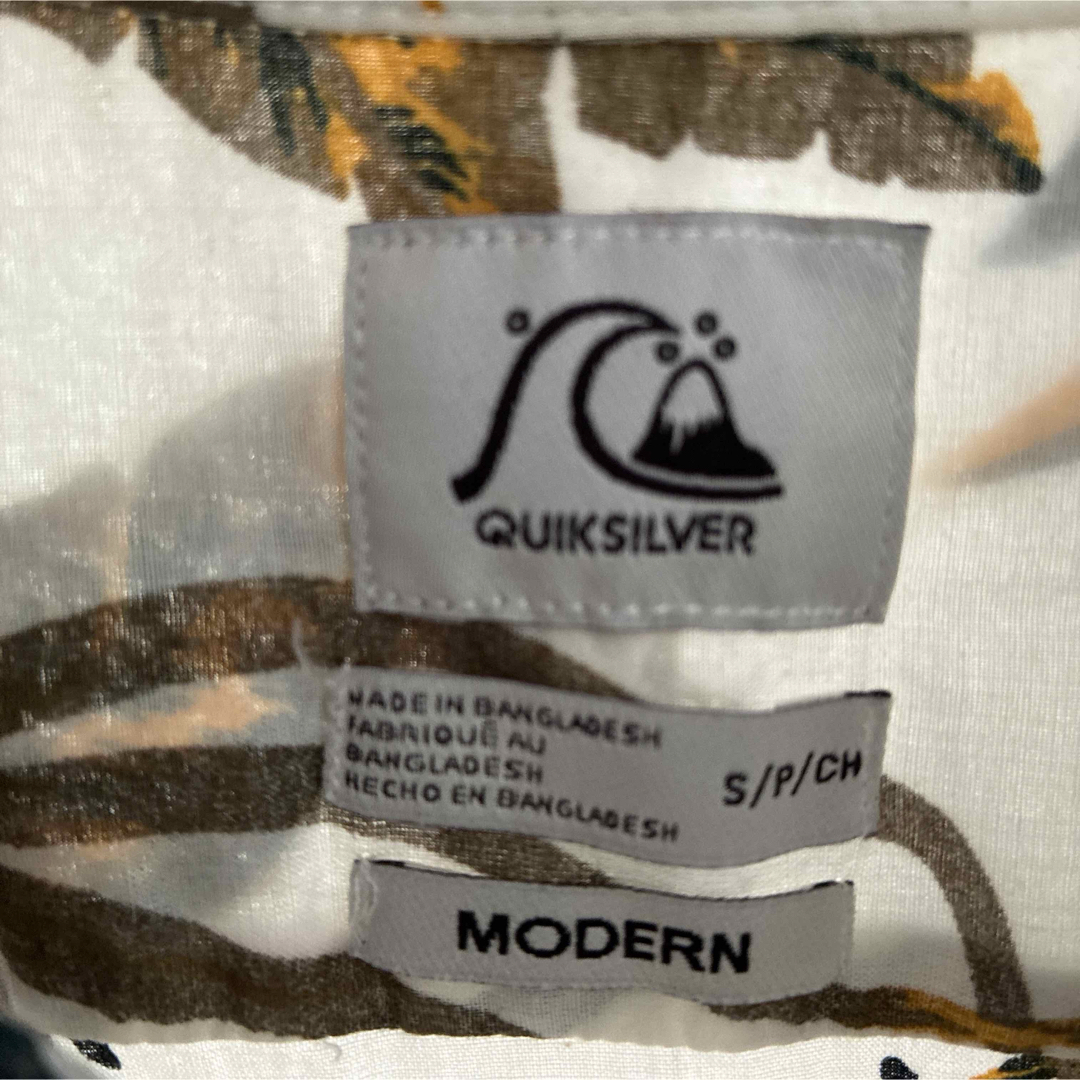 QUIKSILVER
MADE IN BANGLADESH
FABRIQUÉ AU
BANGLADESH
HECHO EN BANGLADESH
S/P/CH
MODERN